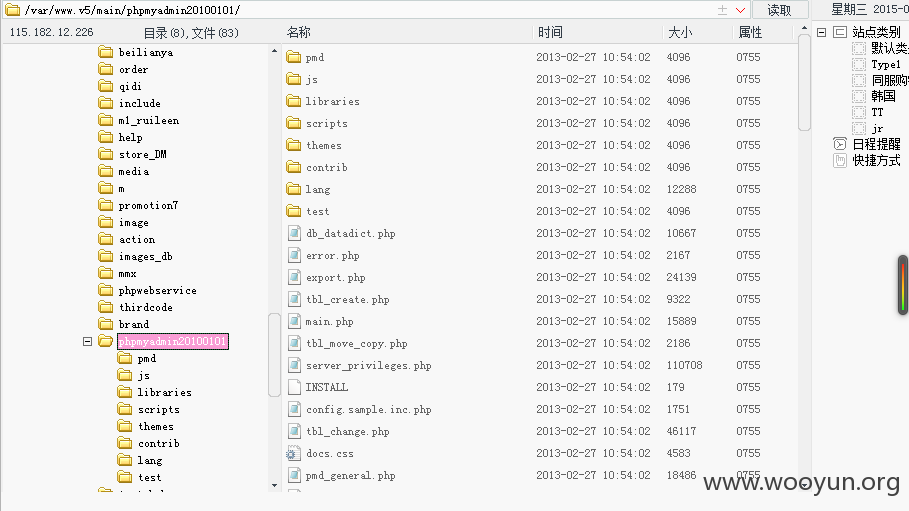 /var/www.v5/main/phpmyadmin20100101/ 读取 星期三 2015-0
115.182.12.226 目录(8),文件(83) 名称 时间 大小 属性
beilianya
order
qidi
include
m1_ruileen
help
store_DM
media
m
promotion7
image
action
images_db
mmx
phpwebservice
thirdcode
brand
phpmyadmin20100101
pmd
js
libraries
scripts
themes
contrib
lang
test
pmd 2013-02-27 10:54:02 4096 0755
js 2013-02-27 10:54:02 4096 0755
libraries 2013-02-27 10:54:02 4096 0755
scripts 2013-02-27 10:54:02 4096 0755
themes 2013-02-27 10:54:02 4096 0755
contrib 2013-02-27 10:54:02 4096 0755
lang 2013-02-27 10:54:02 12288 0755
test 2013-02-27 10:54:02 4096 0755
db_datadict.php 2013-02-27 10:54:02 10667 0755
error.php 2013-02-27 10:54:02 2167 0755
export.php 2013-02-27 10:54:02 24139 0755
tbl_create.php 2013-02-27 10:54:02 9322 0755
main.php 2013-02-27 10:54:02 15889 0755
tbl_move_copy.php 2013-02-27 10:54:02 2186 0755
server_privileges.php 2013-02-27 10:54:02 110708 0755
INSTALL 2013-02-27 10:54:02 179 0755
config.sample.inc.php 2013-02-27 10:54:02 1751 0755
tbl_change.php 2013-02-27 10:54:02 46117 0755
docs.css 2013-02-27 10:54:02 4583 0755
pmd_general.php 2013-02-27 10:54:02 18486 0755
站点类别
默认类
Type1
同服购
韩国
TT
jr
日程提醒
快捷方式
www.wooyun.org